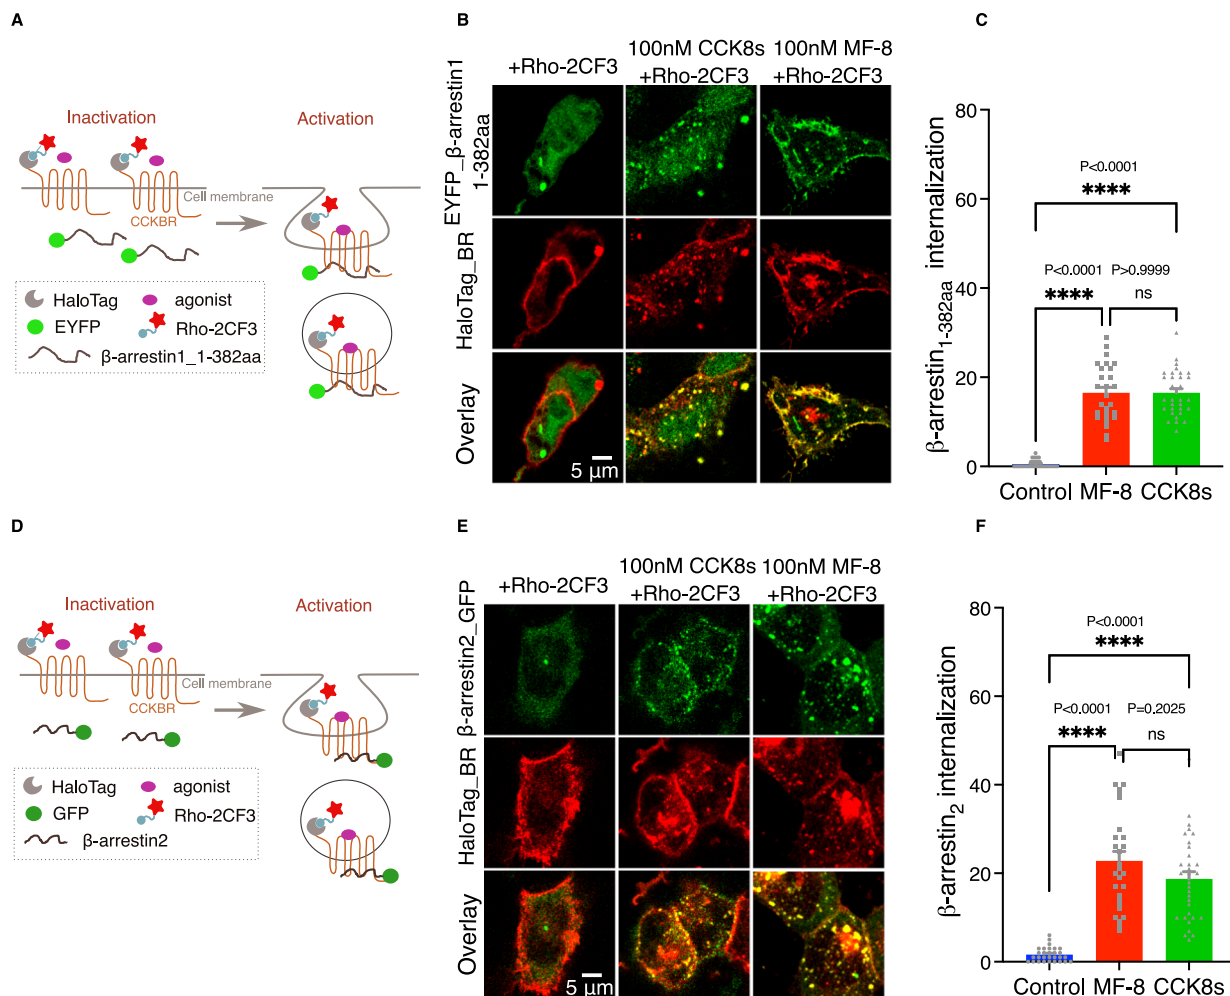 A
Inactivation
Activation
Cell membrane
CCKBR
HaloTag
agonist
EYFP
Rho-2CF3
β-arrestin1_1-382aa
B
+Rho-2CF3
100nM CCK8s
+Rho-2CF3
100nM MF-8
+Rho-2CF3
EYFP_β-arrestin1
1-382aa
HaloTag_BR
Overlay
5 μm
C
β-arrestin1-382aa internalization
80
60
40
20
0
P<0.0001
****
P<0.0001
P>0.9999
****
ns
Control
MF-8
CCK8s
D
Inactivation
Activation
Cell membrane
CCKBR
HaloTag
agonist
GFP
Rho-2CF3
β-arrestin2
E
+Rho-2CF3
100nM CCK8s
+Rho-2CF3
100nM MF-8
+Rho-2CF3
β-arrestin2_GFP
HaloTag_BR
Overlay
5 μm
F
β-arrestin2 internalization
80
60
40
20
0
P<0.0001
****
P<0.0001
P=0.2025
****
ns
Control
MF-8
CCK8s